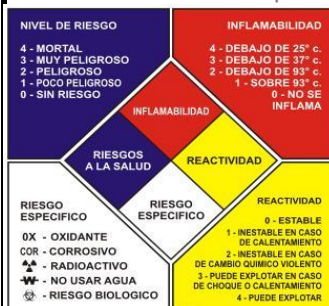 NIVEL DE RIESGO
4 - MORTAL
3 - MUY PELIGROSO
2 - PELIGROSO
1 - POCO PELIGROSO
0 - SIN RIESGO
INFLAMABILIDAD
4 - DEBAJO DE 25° c.
3 - DEBAJO DE 37° c.
2 - DEBAJO DE 93° c.
1 - SOBRE 93° c.
0 - NO SE
INFLAMA
INFLAMABILIDAD
RIESGOS
A LA SALUD
REACTIVIDAD
RIESGO
ESPECIFICO
RIESGO
ESPECIFICO
0X - OXIDANTE
COR - CORROSIVO
- RADIOACTIVO
W - NO USAR AGUA
- RIESGO BIOLOGICO
REACTIVIDAD
0 - ESTABLE
1 - INESTABLE EN CASO
DE CALENTAMIENTO
2 - INESTABLE EN CASO
DE CAMBIO QUIMICO VIOLENTO
3 - PUEDE EXPLOTAR EN CASO
DE CHOQUE O CALENTAMIENTO
4 - PUEDE EXPLOTAR